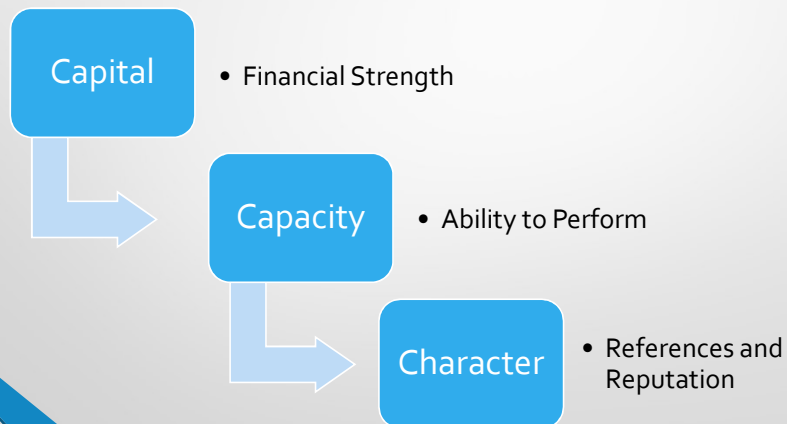 Capital
• Financial Strength
Capacity
• Ability to Perform
Character
• References and
Reputation